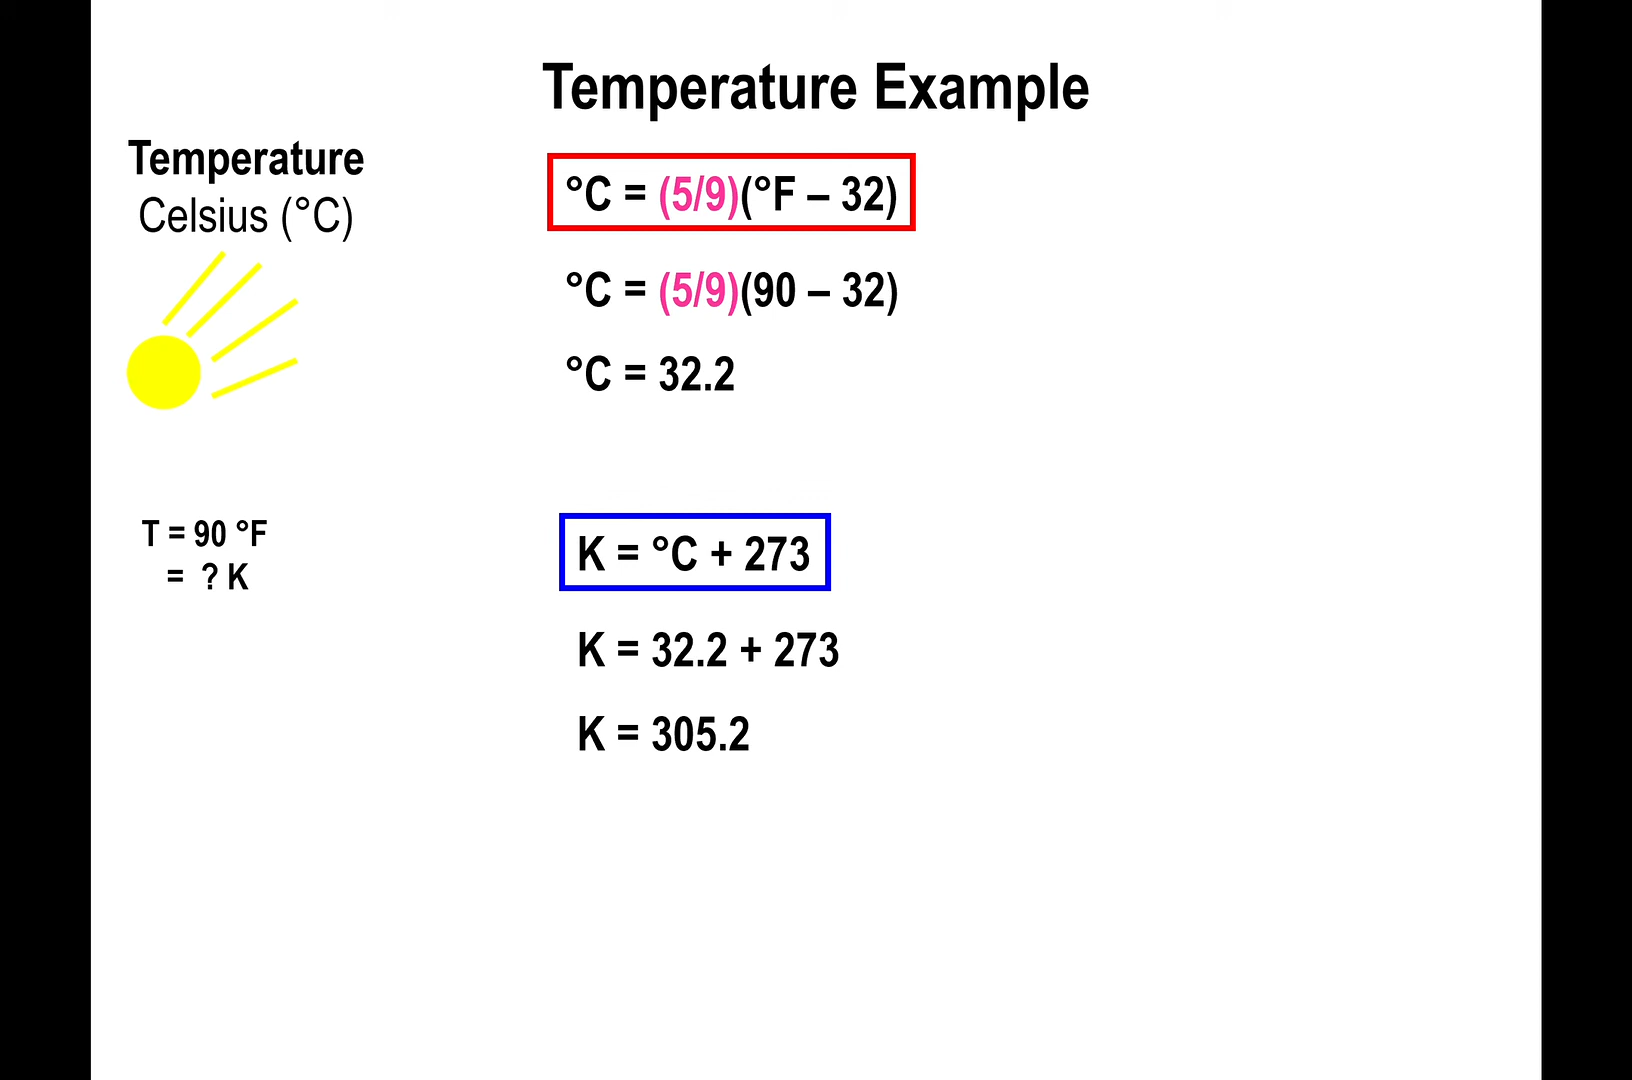 Temperature Example
Temperature
Celsius (°C)
°C = (5/9)(°F – 32)
°C = (5/9)(90 – 32)
°C = 32.2
T = 90 °F
= ? K
K = °C + 273
K = 32.2 + 273
K = 305.2